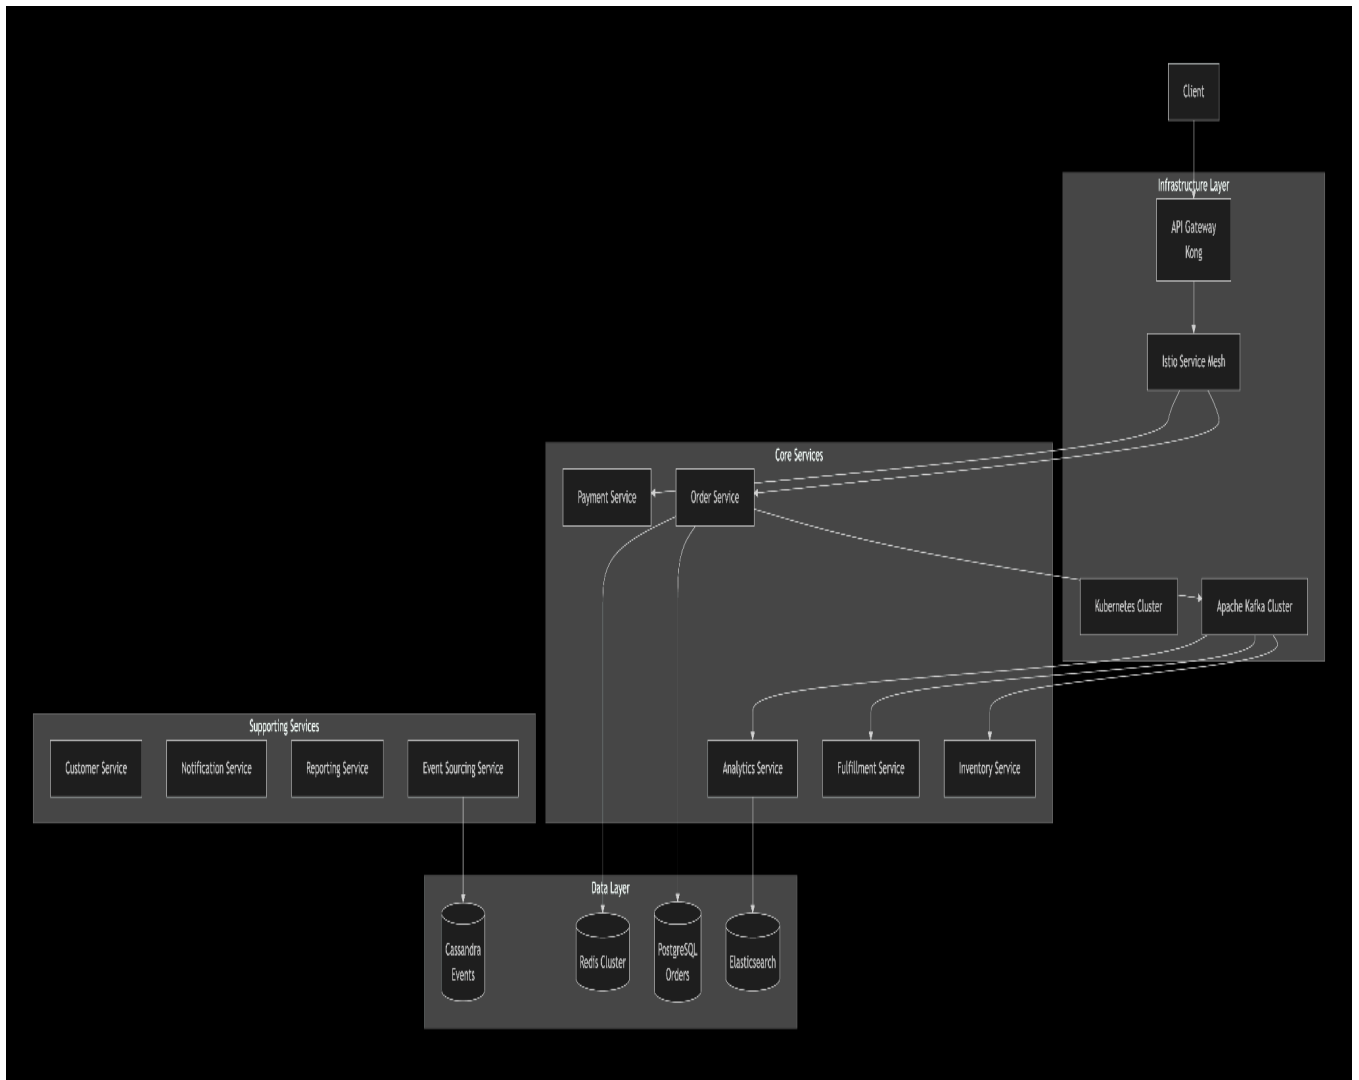 Client
Infrastructure Layer
API Gateway
Kong
Istio Service Mesh
Core Services
Payment Service
Order Service
Kubernetes Cluster
Apache Kafka Cluster
Supporting Services
Customer Service
Notification Service
Reporting Service
Event Sourcing Service
Analytics Service
Fulfillment Service
Inventory Service
Data Layer
Cassandra
Events
Redis Cluster
PostgreSQL
Orders
Elasticsearch